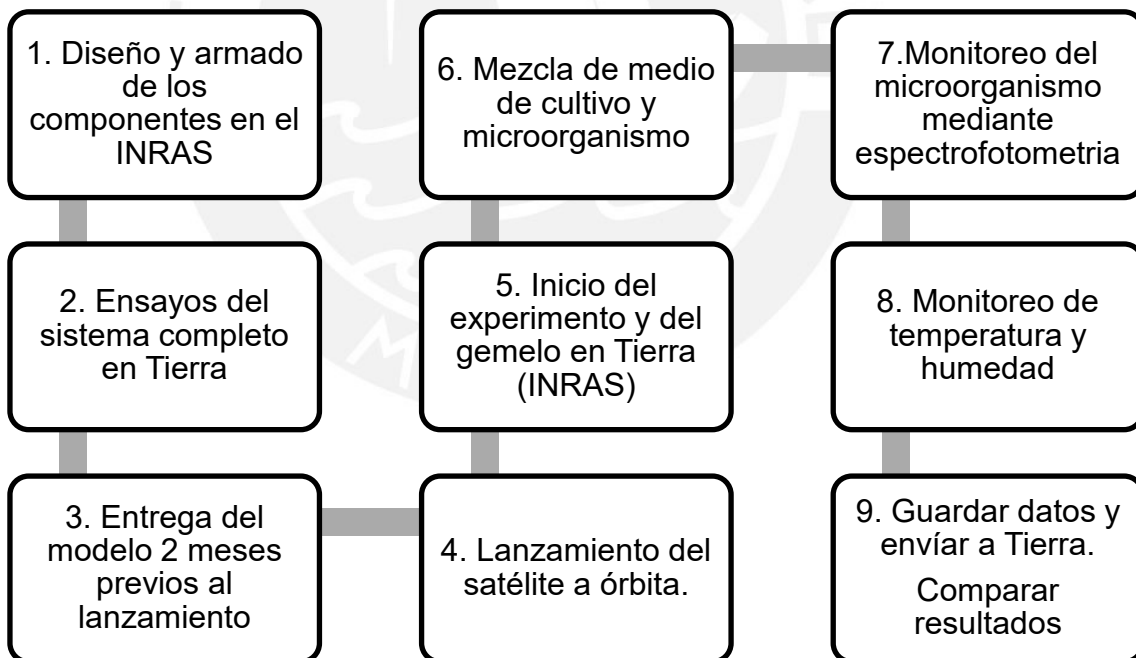 1. Diseño y armado
de los
componentes en el
INRAS
2. Ensayos del
sistema completo
en Tierra
3. Entrega del
modelo 2 meses
previos al
lanzamiento
4. Lanzamiento del
satélite a órbita.
5. Inicio del
experimento y del
gemelo en Tierra
(INRAS)
6. Mezcla de medio
de cultivo y
microorganismo
7.Monitoreo del
microorganismo
mediante
espectrofotometria
8. Monitoreo de
temperatura y
humedad
9. Guardar datos y
envíar a Tierra.
Comparar
resultados